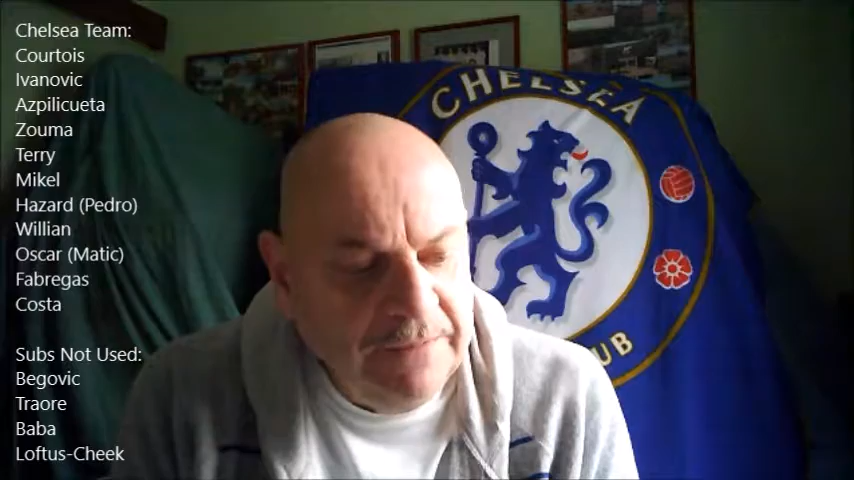 Chelsea Team:
Courtois
Ivanovic
Azpilicueta
Zouma
Terry
Mikel
Hazard (Pedro)
Willian
Oscar (Matic)
Fabregas
Costa
Subs Not Used:
Begovic
Traore
Baba
Loftus-Cheek
CHELSEA
UB